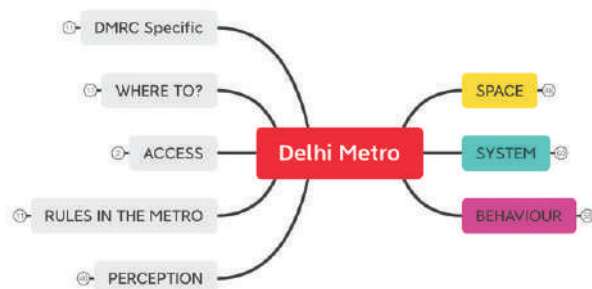 DMRC Specific
WHERE TO?
ACCESS
RULES IN THE METRO
PERCEPTION
Delhi Metro
SPACE
SYSTEM
BEHAVIOUR